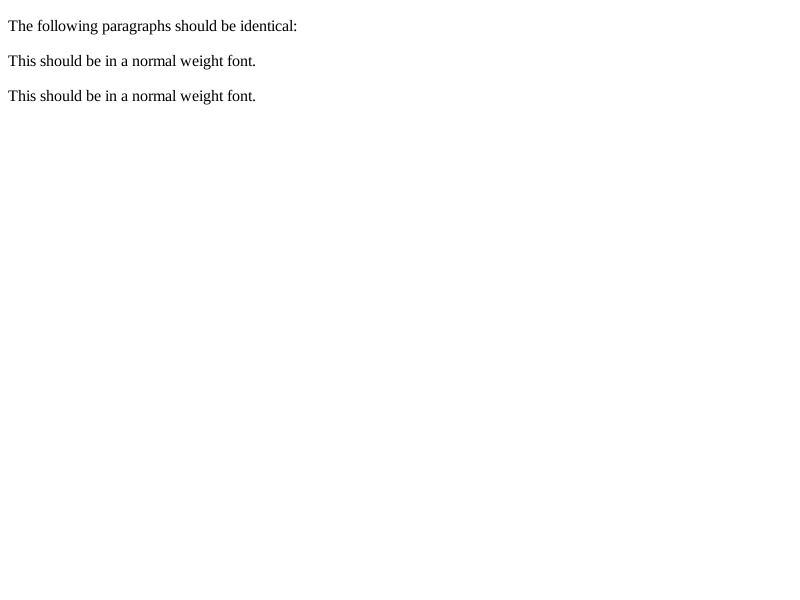 The following paragraphs should be identical:
This should be in a normal weight font.
This should be in a normal weight font.